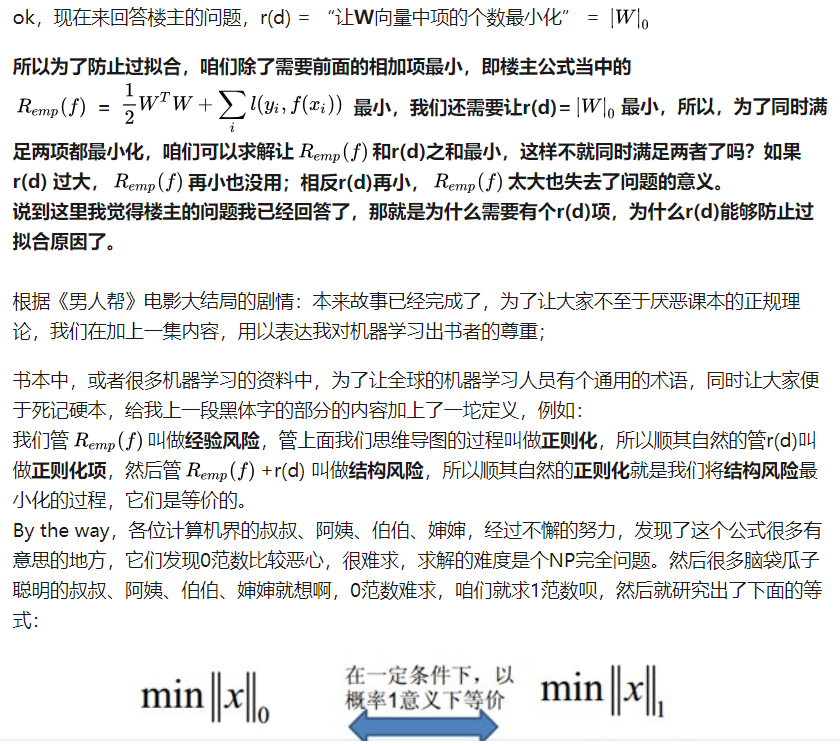 ok，现在来回答楼主的问题，r(d) = “让W向量中项的个数最小化” = |W|₀
所以为了防止过拟合，咱们除了需要前面的相加项最小，即楼主公式当中的
R_emp(f) = \frac{1}{2}W^T W + \sum_i l(y_i, f(x_i)) 最小，我们还需要让r(d)= |W|₀ 最小，所以，为了同时满
足两项都最小化，咱们可以求解让 R_emp(f) 和r(d)之和最小，这样不就同时满足两者了吗？如果
r(d) 过大， R_emp(f) 再小也没用；相反r(d)再小， R_emp(f) 太大也失去了问题的意义。
说到这里我觉得楼主的问题我已经回答了，那就是为什么需要有个r(d)项，为什么r(d)能够防止过
拟合原因了。
根据《男人帮》电影大结局的剧情：本来故事已经完成了，为了让大家不至于厌恶课本的正规理
论，我们在加上一集内容，用以表达我对机器学习出书者的尊重；
书本中，或者很多机器学习的资料中，为了让全球的机器学习人员有个通用的术语，同时让大家便
于死记硬本，给我上一段黑体字的部分的内容加上了一坨定义，例如：
我们管 R_emp(f) 叫做经验风险，管上面我们思维导图的过程叫做正则化，所以顺其自然的管r(d)叫
做正则化项，然后管 R_emp(f) +r(d) 叫做结构风险，所以顺其自然的正则化就是我们将结构风险最
小化的过程，它们是等价的。
By the way，各位计算机界的叔叔、阿姨、伯伯、婶婶，经过不懈的努力，发现了这个公式很多有
意思的地方，它们发现0范数比较恶心，很难求，求解的难度是个NP完全问题。然后很多脑袋瓜子
聪明的叔叔、阿姨、伯伯、婶婶就想啊，0范数难求，咱们就求1范数呗，然后就研究出了下面的等
式：
min‖x‖₀ 在一定条件下，以
概率1意义下等价 min‖x‖₁